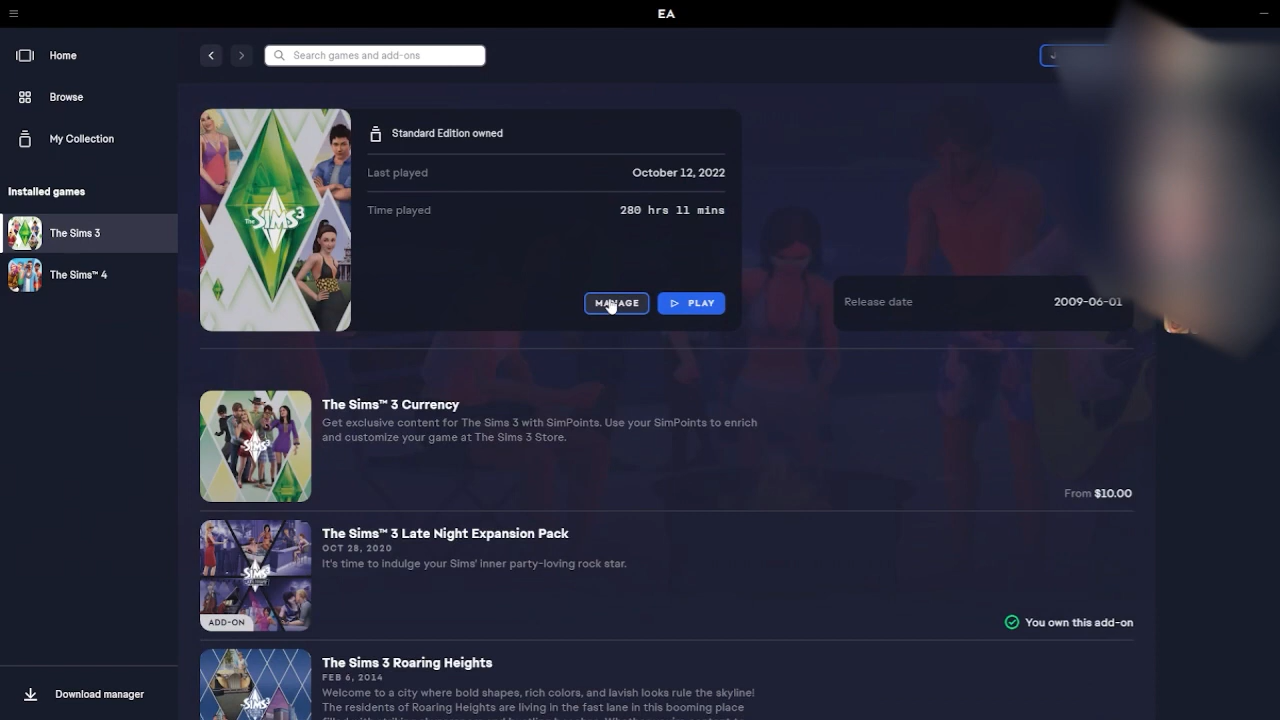 EA
Home
Search games and add-ons
Browse
My Collection
Standard Edition owned
Last played
October 12, 2022
Installed games
Time played
280 hrs 11 mins
The Sims 3
The Sims 3
The Sims™ 4
MANAGE
PLAY
Release date
2009-06-01
The Sims™ 3 Currency
Get exclusive content for The Sims 3 with SimPoints. Use your SimPoints to enrich
and customize your game at The Sims 3 Store.
From $10.00
The Sims™ 3 Late Night Expansion Pack
OCT 28, 2020
It's time to indulge your Sims' inner party-loving rock star.
ADD-ON
You own this add-on
The Sims 3 Roaring Heights
FEB 6, 2014
Welcome to a city where bold shapes, rich colors, and lavish looks rule the skyline!
The residents of Roaring Heights are living in the fast lane in this booming place
Download manager